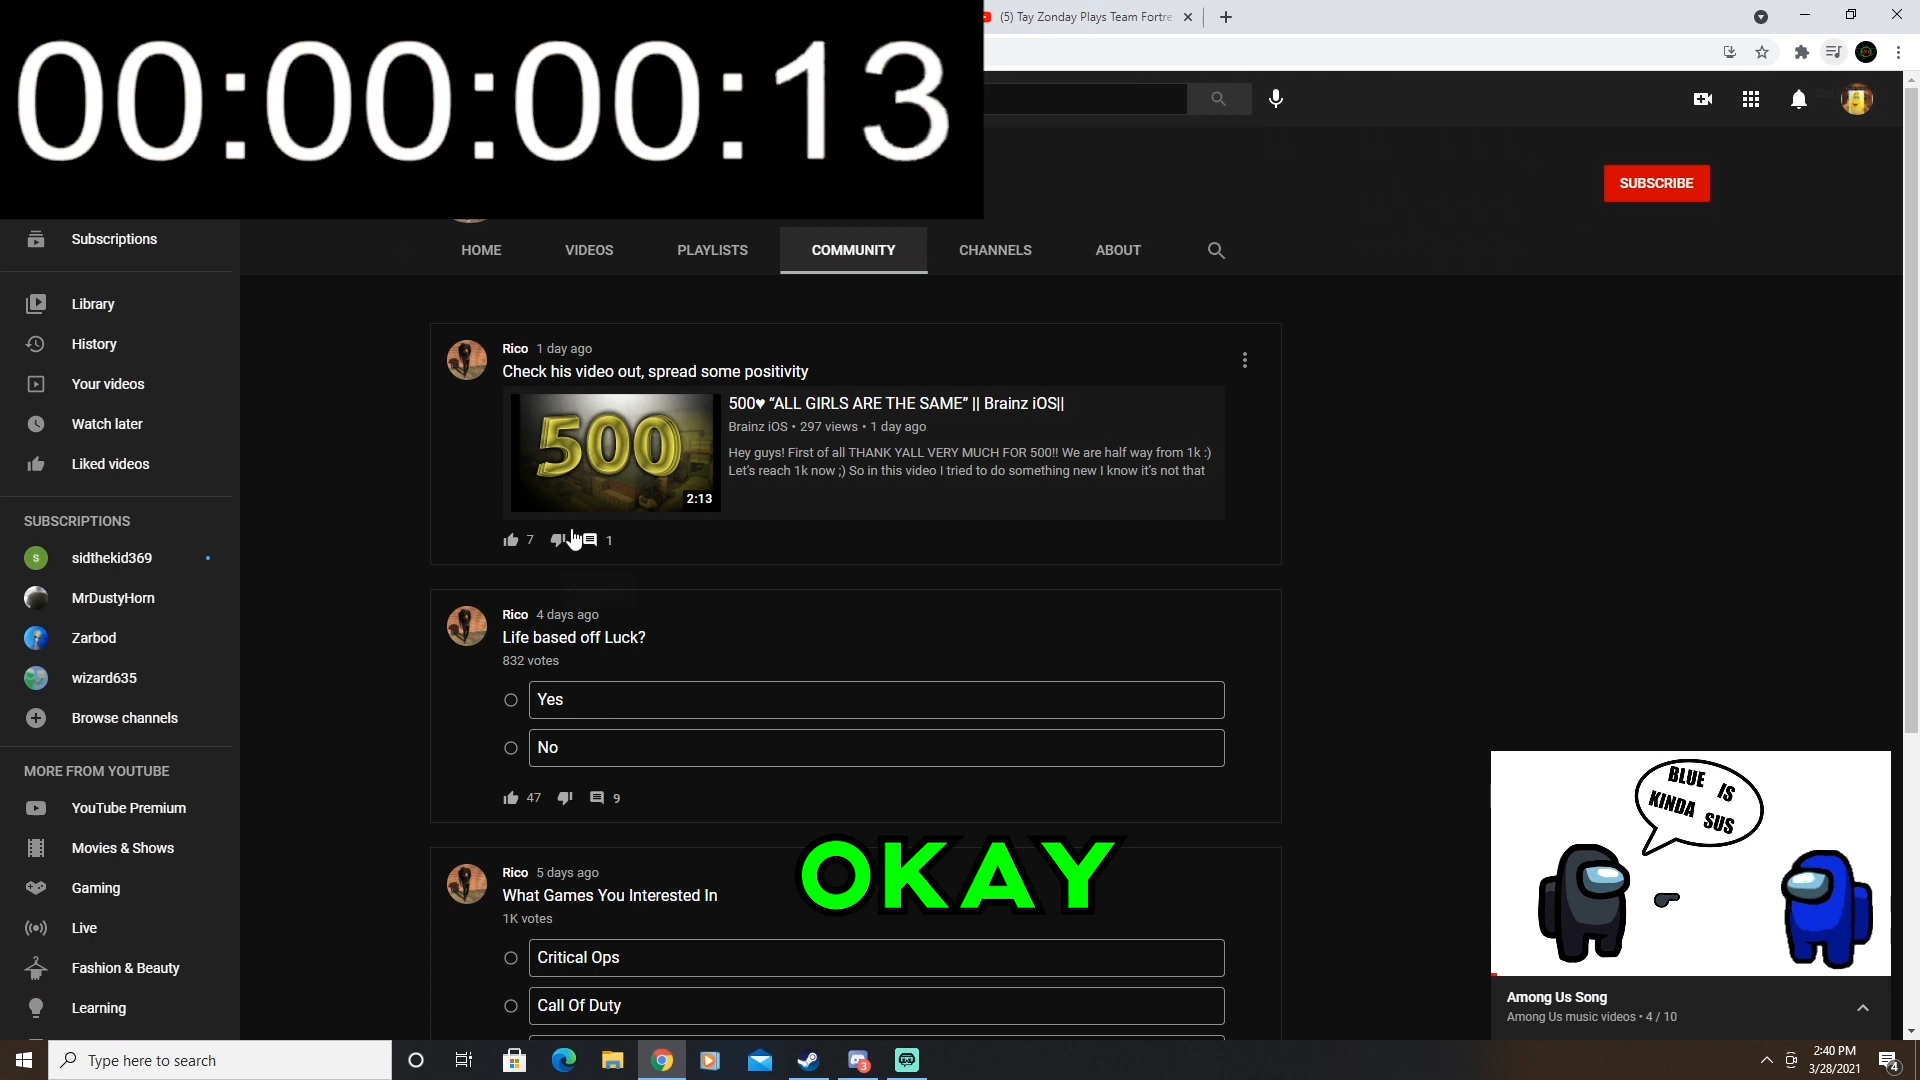 00:00:00:13
(5) Tay Zonday Plays Team Fortre
SUBSCRIBE
HOME
VIDEOS
PLAYLISTS
COMMUNITY
CHANNELS
ABOUT
Subscriptions
Library
History
Your videos
Watch later
Liked videos
SUBSCRIPTIONS
S
sidthekid369
MrDustyHorn
Zarbod
wizard635
Browse channels
MORE FROM YOUTUBE
YouTube Premium
Movies & Shows
Gaming
Live
Fashion & Beauty
Learning
Rico 1 day ago
Check his video out, spread some positivity
500
2:13
500♥ “ALL GIRLS ARE THE SAME” || Brainz iOS||
Brainz iOS • 297 views • 1 day ago
Hey guys! First of all THANK YALL VERY MUCH FOR 500!! We are half way from 1k :)
Let’s reach 1k now ;) So in this video I tried to do something new I know it’s not that
7
1
Rico 4 days ago
Life based off Luck?
832 votes
Yes
No
47
9
Rico 5 days ago
What Games You Interested In
1K votes
Critical Ops
Call Of Duty
OKAY
BLUE IS
KINDA SUS
Among Us Song
Among Us music videos • 4 / 10
Type here to search
3
2:40 PM
3/28/2021
4